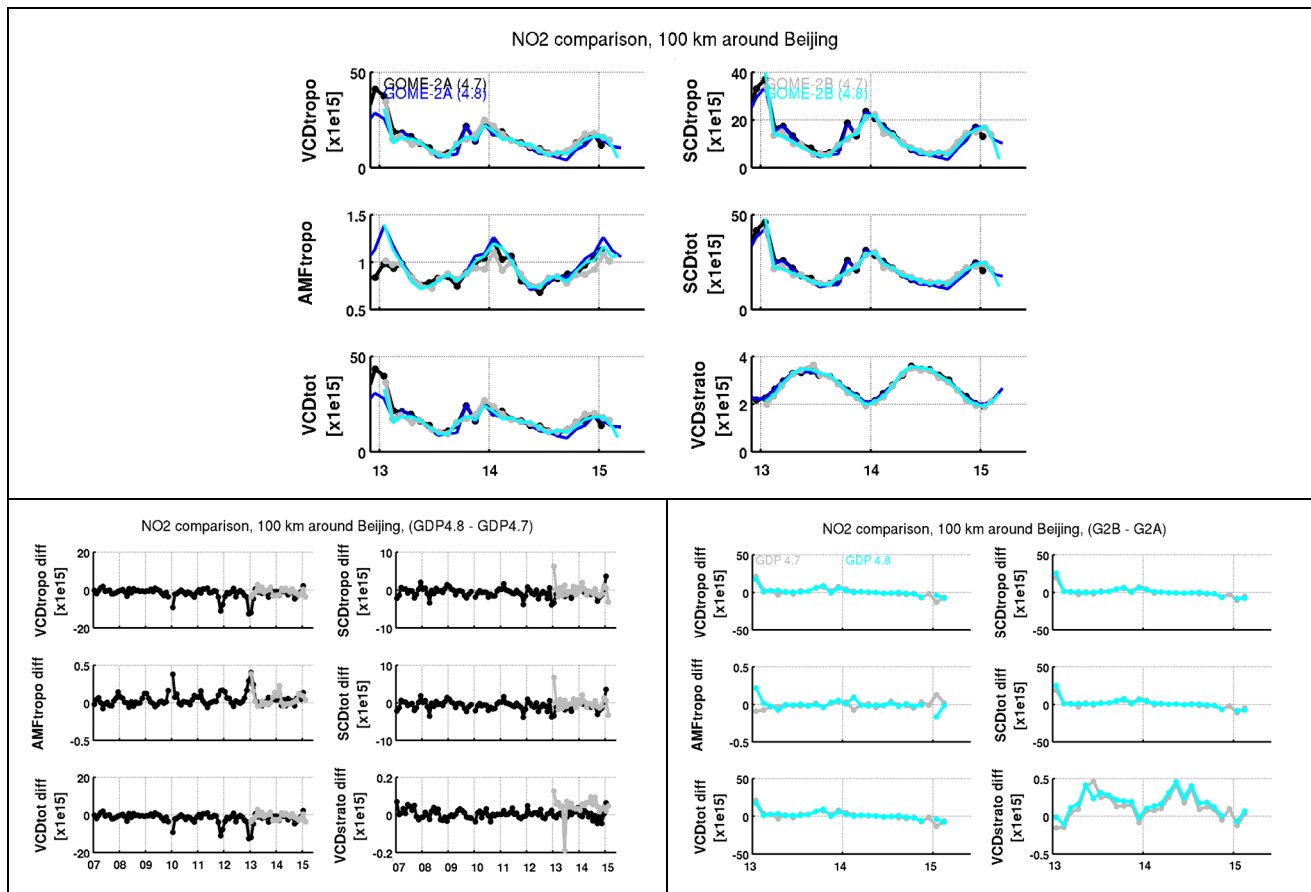 NO2 comparison, 100 km around Beijing
VCDtropo
[x1e15]
50
0
GOME-2A (4.7)
GOME-2A (4.8)
SCDtropo
[x1e15]
40
20
0
GOME-2B (4.7)
GOME-2B (4.8)
AMFtropo
1.5
1
0.5
SCDtot
[x1e15]
50
0
VCDtot
[x1e15]
50
0
13
14
15
VCDstrato
[x1e15]
4
2
0
13
14
15
NO2 comparison, 100 km around Beijing, (GDP4.8 - GDP4.7)
VCDtropo diff
[x1e15]
20
0
-20
SCDtropo diff
[x1e15]
10
0
-10
AMFtropo diff
0.5
0
-0.5
SCDtot diff
[x1e15]
10
0
-10
VCDtot diff
[x1e15]
20
0
-20
07 08 09 10 11 12 13 14 15
VCDstrato diff
[x1e15]
0.2
0
-0.2
07 08 09 10 11 12 13 14 15
NO2 comparison, 100 km around Beijing, (G2B - G2A)
VCDtropo diff
[x1e15]
50
0
-50
GDP 4.7
GDP 4.8
SCDtropo diff
[x1e15]
50
0
-50
AMFtropo diff
0.5
0
-0.5
SCDtot diff
[x1e15]
50
0
-50
VCDtot diff
[x1e15]
50
0
-50
13
14
15
VCDstrato diff
[x1e15]
0.5
0
-0.5
13
14
15